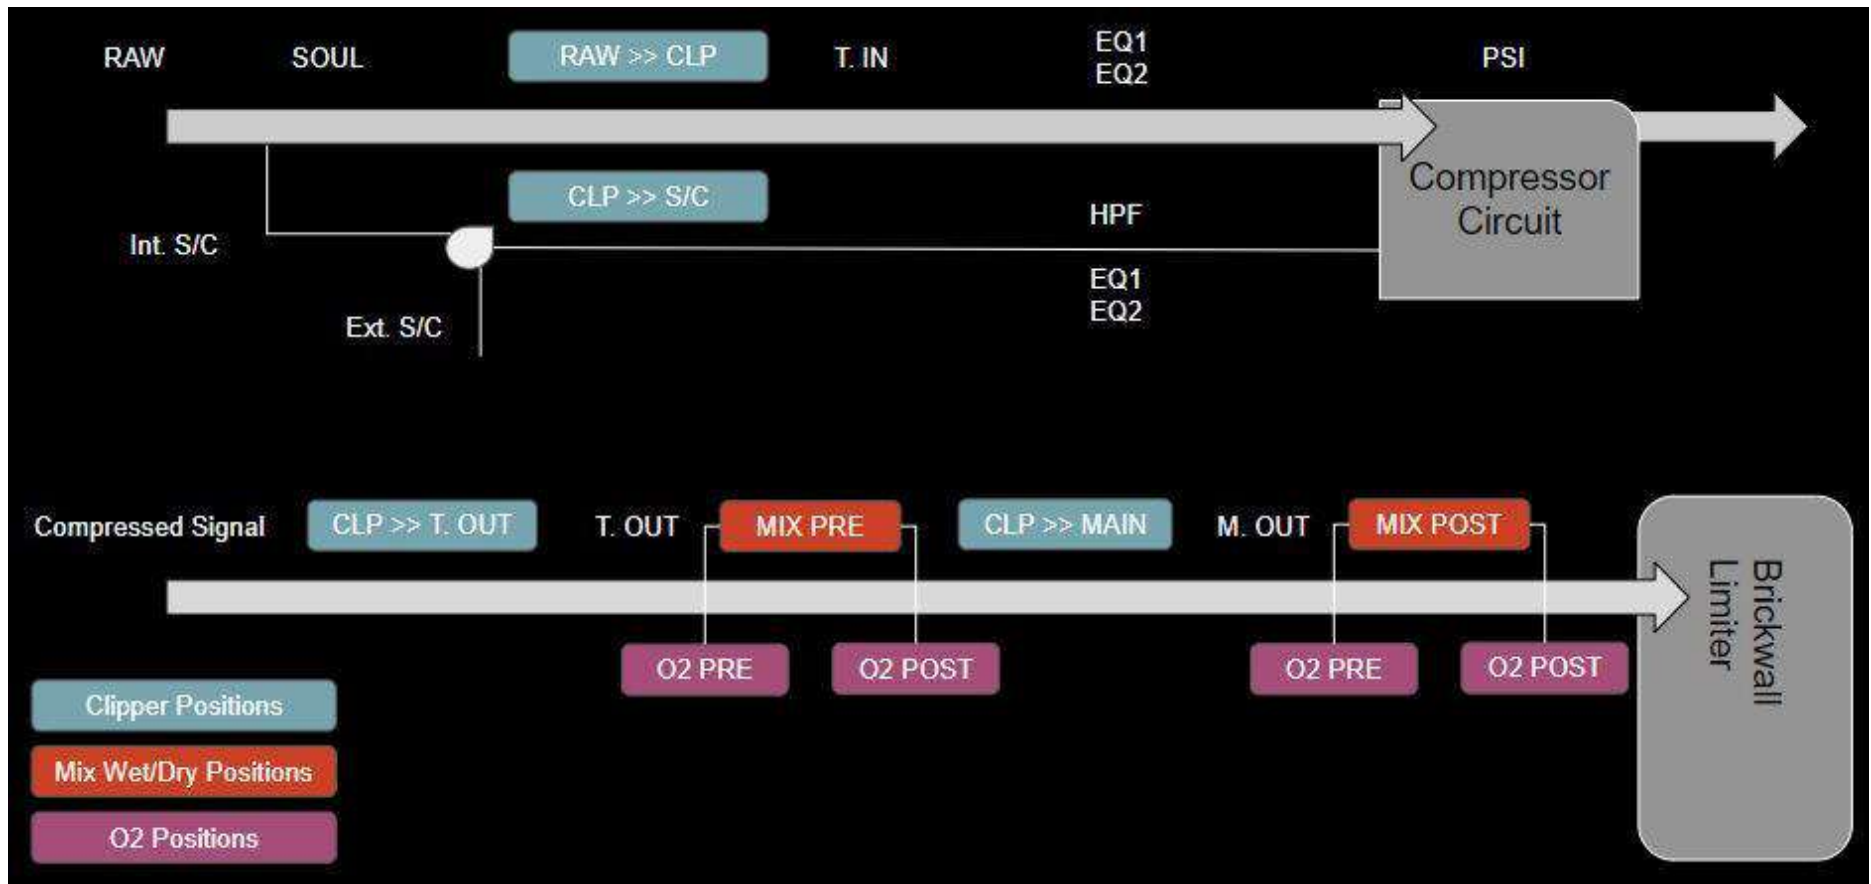 RAW
SOUL
RAW >> CLP
T. IN
EQ1
EQ2
PSI
CLP >> S/C
Compressor
Circuit
HPF
Int. S/C
EQ1
EQ2
Ext. S/C
Compressed Signal
CLP >> T. OUT
T. OUT
MIX PRE
CLP >> MAIN
M. OUT
MIX POST
Brickwall
Limiter
O2 PRE
O2 POST
O2 PRE
O2 POST
Clipper Positions
Mix Wet/Dry Positions
O2 Positions